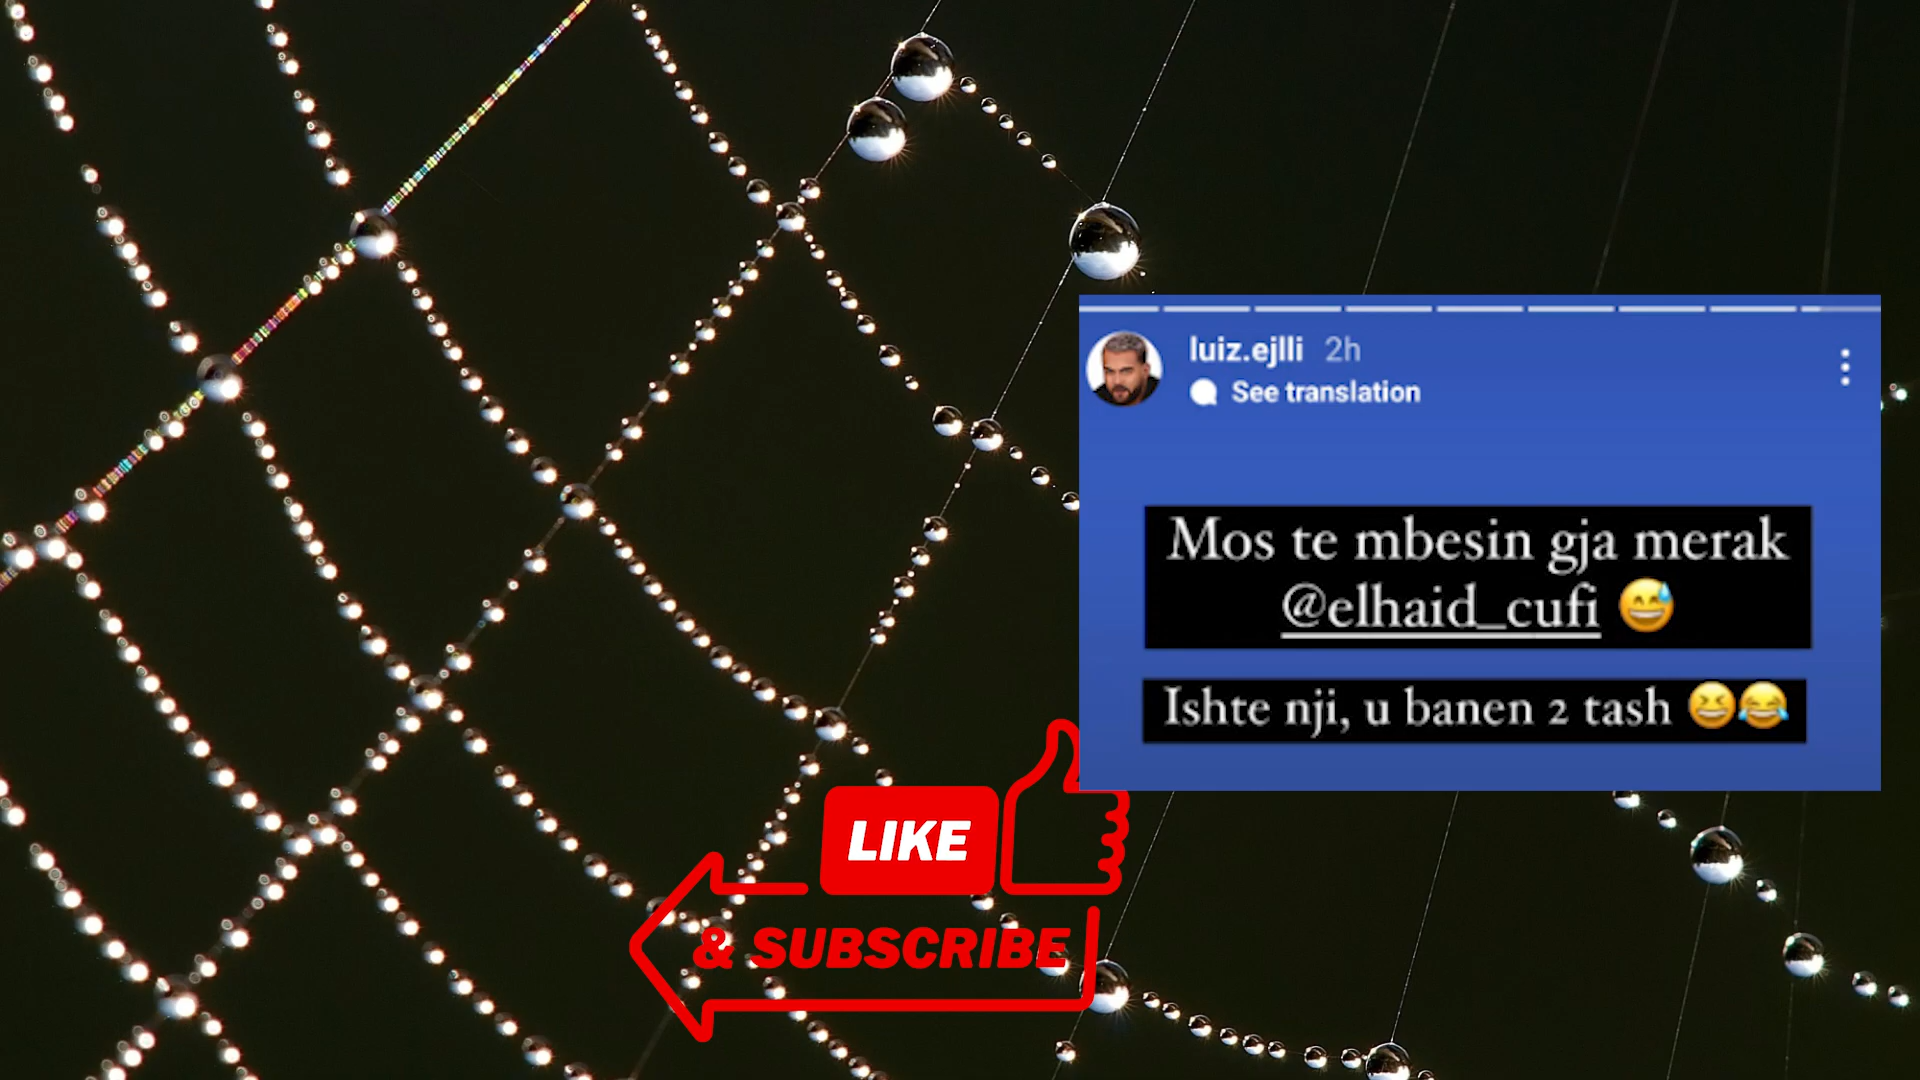 luiz.ejlli 2h
See translation
Mos te mbesin gja merak
@elhaid_cufi 😅
Ishte nji, u banen 2 tash 😆😂
LIKE
& SUBSCRIBE